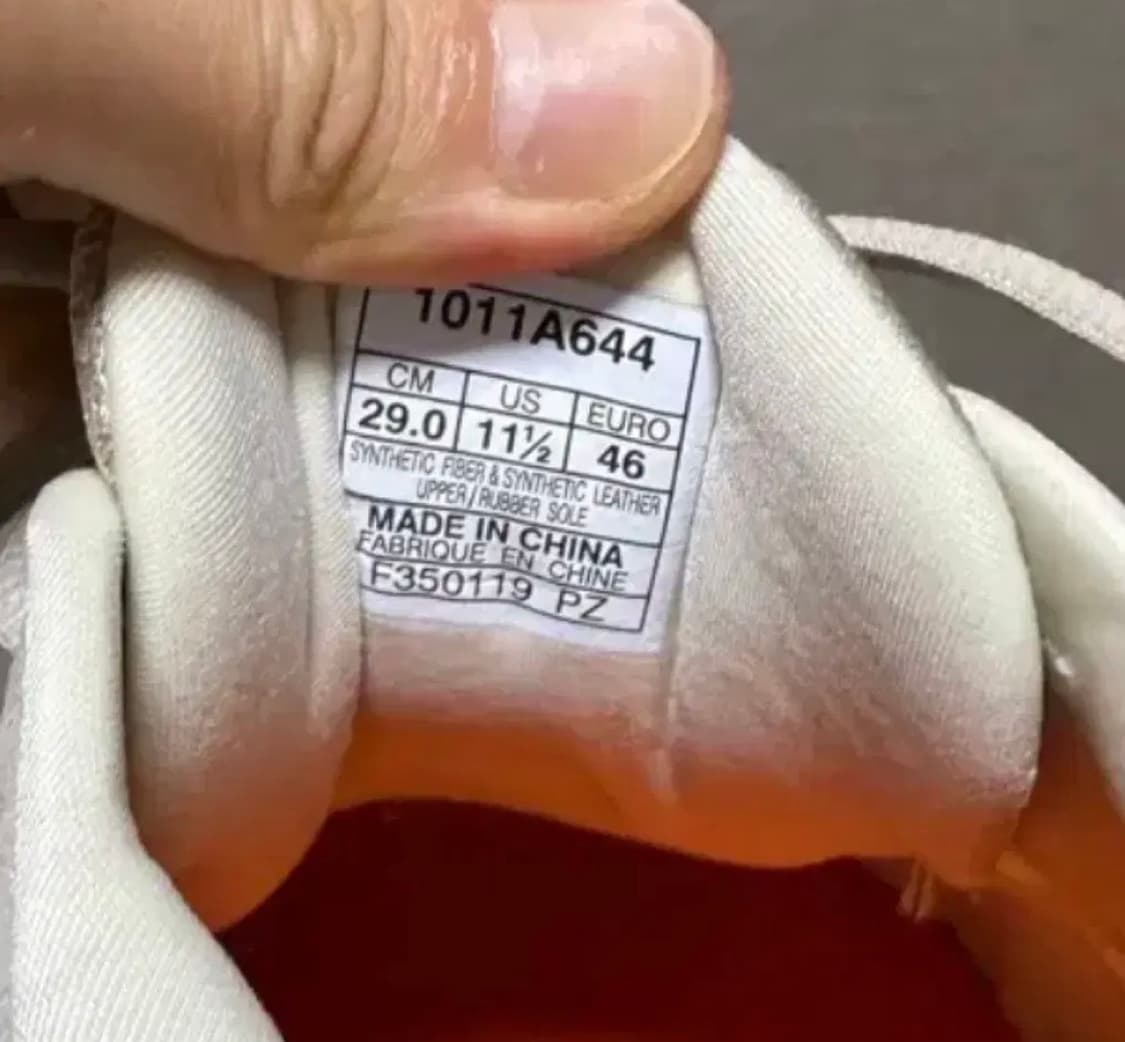 1011A644
CM US EURO
29.0 11½ 46
SYNTHETIC FIBER & SYNTHETIC LEATHER
UPPER / RUBBER SOLE
MADE IN CHINA
FABRIQUE EN CHINE
F350119 PZ